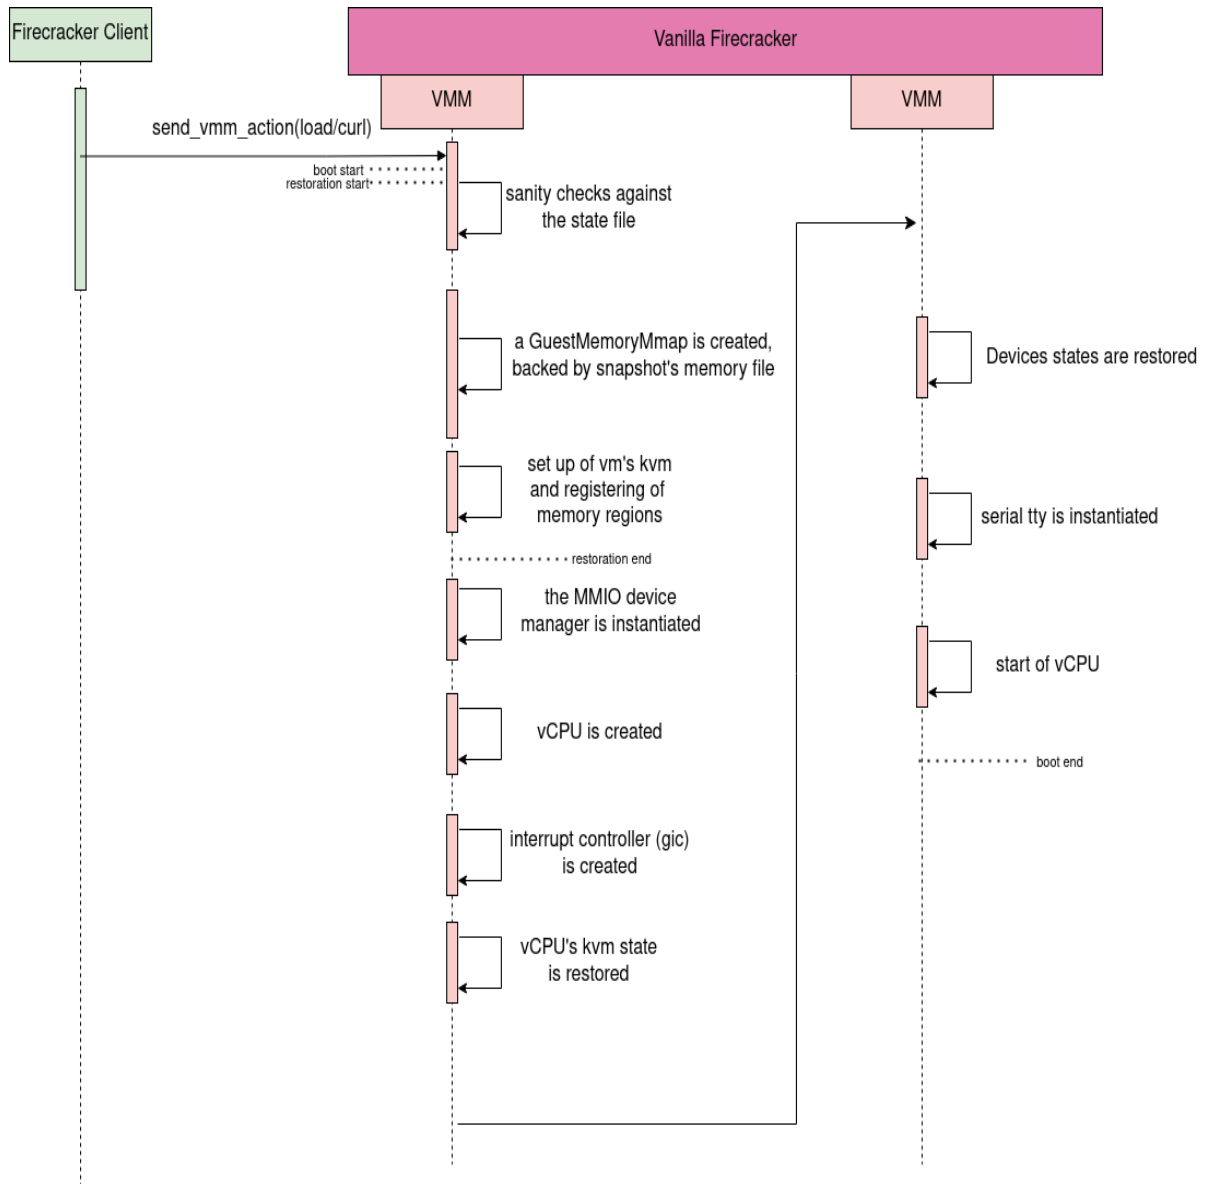 Firecracker Client
Vanilla Firecracker
VMM
VMM
send_vmm_action(load/curl)
boot start
restoration start
sanity checks against
the state file
a GuestMemoryMmap is created,
backed by snapshot's memory file
set up of vm's kvm
and registering of
memory regions
restoration end
the MMIO device
manager is instantiated
vCPU is created
interrupt controller (gic)
is created
vCPU's kvm state
is restored
Devices states are restored
serial tty is instantiated
start of vCPU
boot end